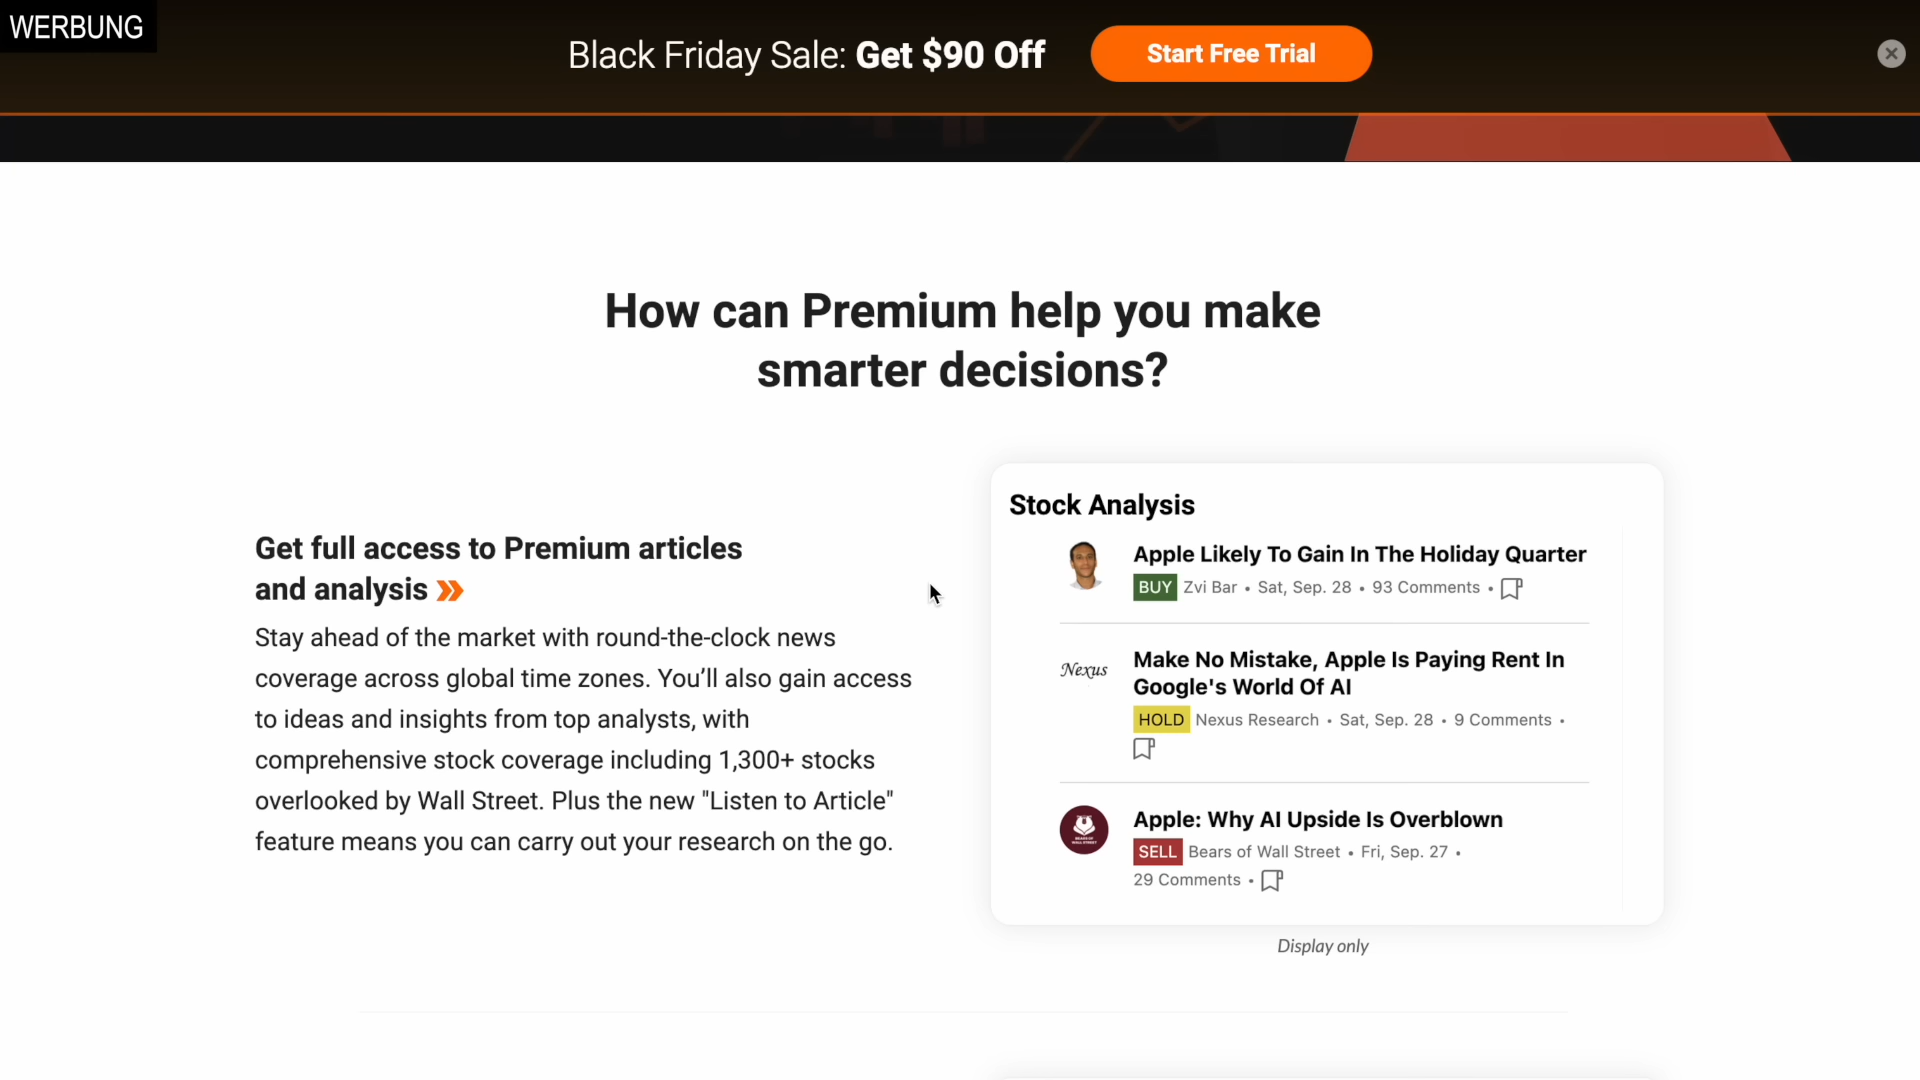 WERBUNG
Black Friday Sale: Get $90 Off
Start Free Trial
How can Premium help you make
smarter decisions?
Get full access to Premium articles
and analysis
Stay ahead of the market with round-the-clock news
coverage across global time zones. You’ll also gain access
to ideas and insights from top analysts, with
comprehensive stock coverage including 1,300+ stocks
overlooked by Wall Street. Plus the new "Listen to Article"
feature means you can carry out your research on the go.
Stock Analysis
Apple Likely To Gain In The Holiday Quarter
BUY Zvi Bar • Sat, Sep. 28 • 93 Comments •
Nexus
Make No Mistake, Apple Is Paying Rent In
Google's World Of AI
HOLD Nexus Research • Sat, Sep. 28 • 9 Comments •
Apple: Why AI Upside Is Overblown
SELL Bears of Wall Street • Fri, Sep. 27 •
29 Comments •
Display only